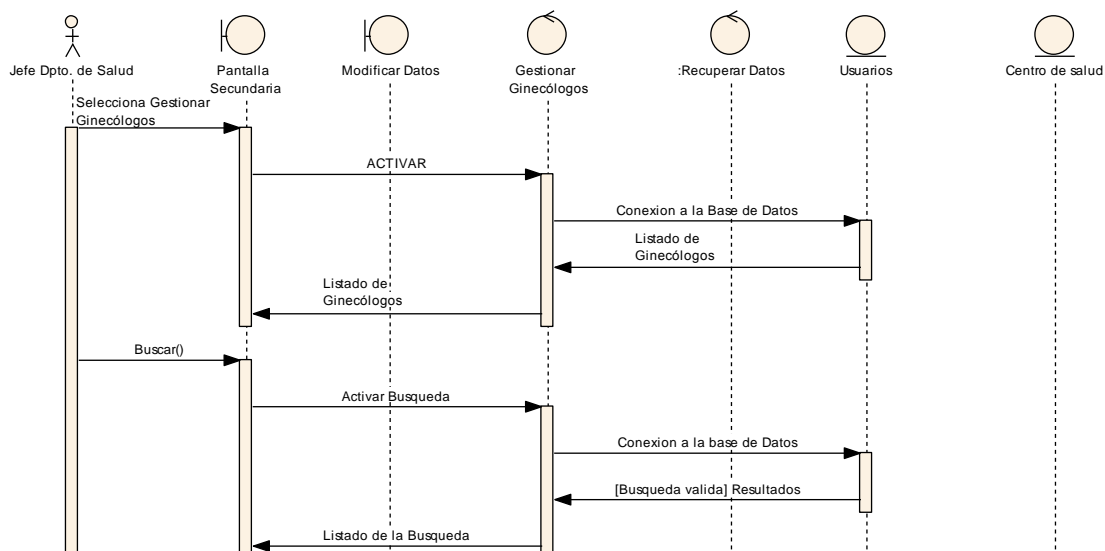 Jefe Dpto. de Salud
Pantalla
Secundaria
Modificar Datos
Gestionar
Ginecólogos
:Recuperar Datos
Usuarios
Centro de salud
Selecciona Gestionar
Ginecólogos
ACTIVAR
Conexion a la Base de Datos
Listado de
Ginecólogos
Listado de
Ginecólogos
Buscar()
Activar Busqueda
Conexion a la base de Datos
[Busqueda valida] Resultados
Listado de la Busqueda